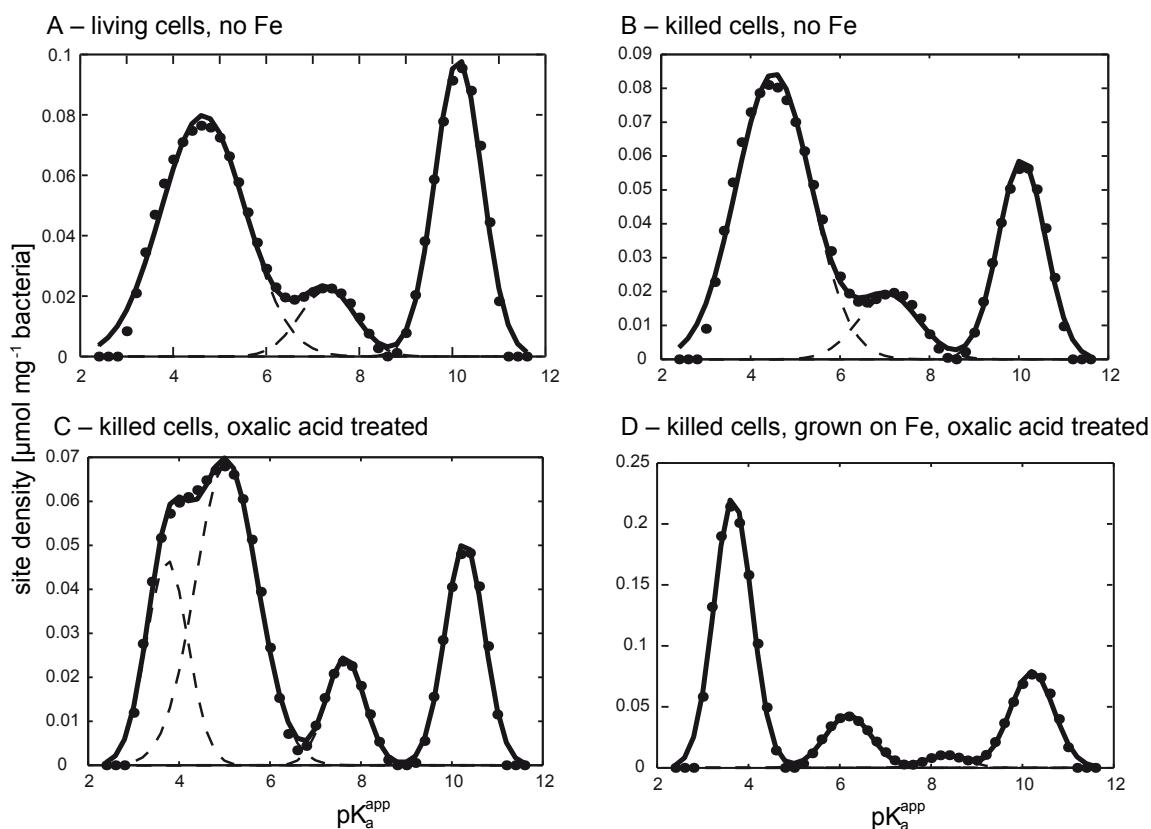 A – living cells, no Fe
B – killed cells, no Fe
0.1
0.08
0.06
0.04
0.02
0
4 6 8 10 12
0.09
0.08
0.07
0.06
0.05
0.04
0.03
0.02
0.01
0
4 6 8 10 12
site density [µmol mg⁻¹ bacteria]
C – killed cells, oxalic acid treated
D – killed cells, grown on Fe, oxalic acid treated
0.07
0.06
0.05
0.04
0.03
0.02
0.01
0
2 4 6 8 10 12
0.25
0.2
0.15
0.1
0.05
0
2 4 6 8 10 12
pKₐᵃᵖᵖ
pKₐᵃᵖᵖ